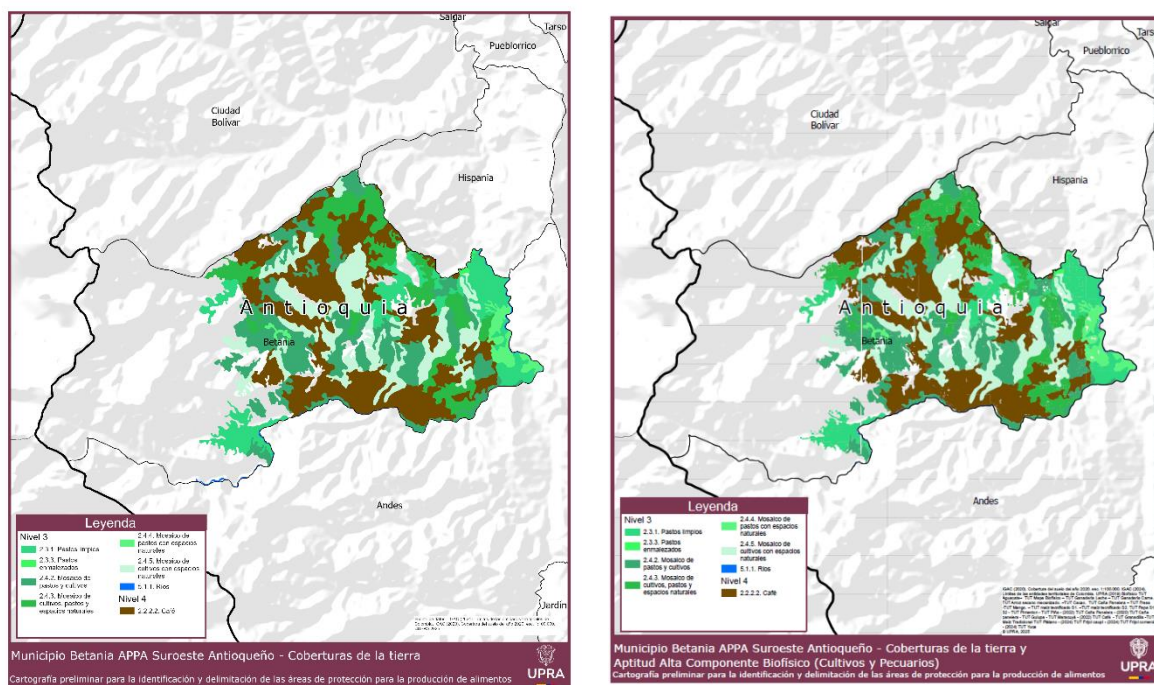 Salgar
Tarso
Pueblorrico
Ciudad
Bolívar
Hispania
Antioquia
Betania
Andes
Jardín
Leyenda
Nivel 3
2.3.1. Pastos limpios
2.3.3. Pastos
enmalezados
2.4.2. Mosaico de
pastos y cultivos
2.4.3. Mosaico de
cultivos, pastos y
espacios naturales
2.4.4. Mosaico de
pastos con espacios
naturales
2.4.5. Mosaico de
cultivos con espacios
naturales
5.1.1. Ríos
Nivel 4
2.2.2.2. Café
Municipio Betania APPA Suroeste Antioqueño - Coberturas de la tierra
Cartografía preliminar para la identificación y delimitación de las áreas de protección para la producción de alimentos
UPRA
Salgar
Tarso
Pueblorrico
Ciudad
Bolívar
Hispania
Antioquia
Betania
Andes
Jardín
Leyenda
Nivel 3
2.3.1. Pastos limpios
2.3.3. Pastos
enmalezados
2.4.2. Mosaico de
pastos y cultivos
2.4.3. Mosaico de
cultivos, pastos y
espacios naturales
2.4.4. Mosaico de
pastos con espacios
naturales
2.4.5. Mosaico de
cultivos con espacios
naturales
5.1.1. Ríos
Nivel 4
2.2.2.2. Café
© UPRA, 2025
Municipio Betania APPA Suroeste Antioqueño - Coberturas de la tierra y
Aptitud Alta Componente Biofísico (Cultivos y Pecuarios)
Cartografía preliminar para la identificación y delimitación de las áreas de protección para la producción de alimentos
UPRA